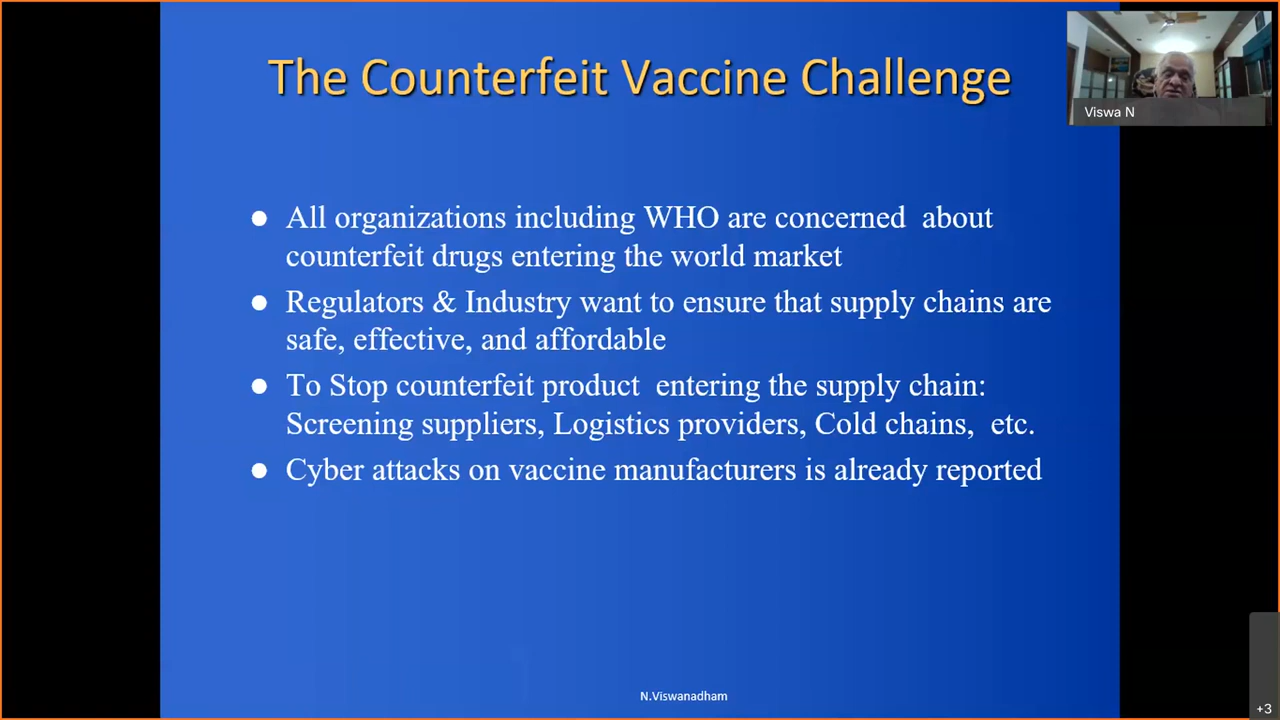 The Counterfeit Vaccine Challenge
Viswa N
● All organizations including WHO are concerned about
counterfeit drugs entering the world market
● Regulators & Industry want to ensure that supply chains are
safe, effective, and affordable
● To Stop counterfeit product entering the supply chain:
Screening suppliers, Logistics providers, Cold chains, etc.
● Cyber attacks on vaccine manufacturers is already reported
N.Viswanadham
+3